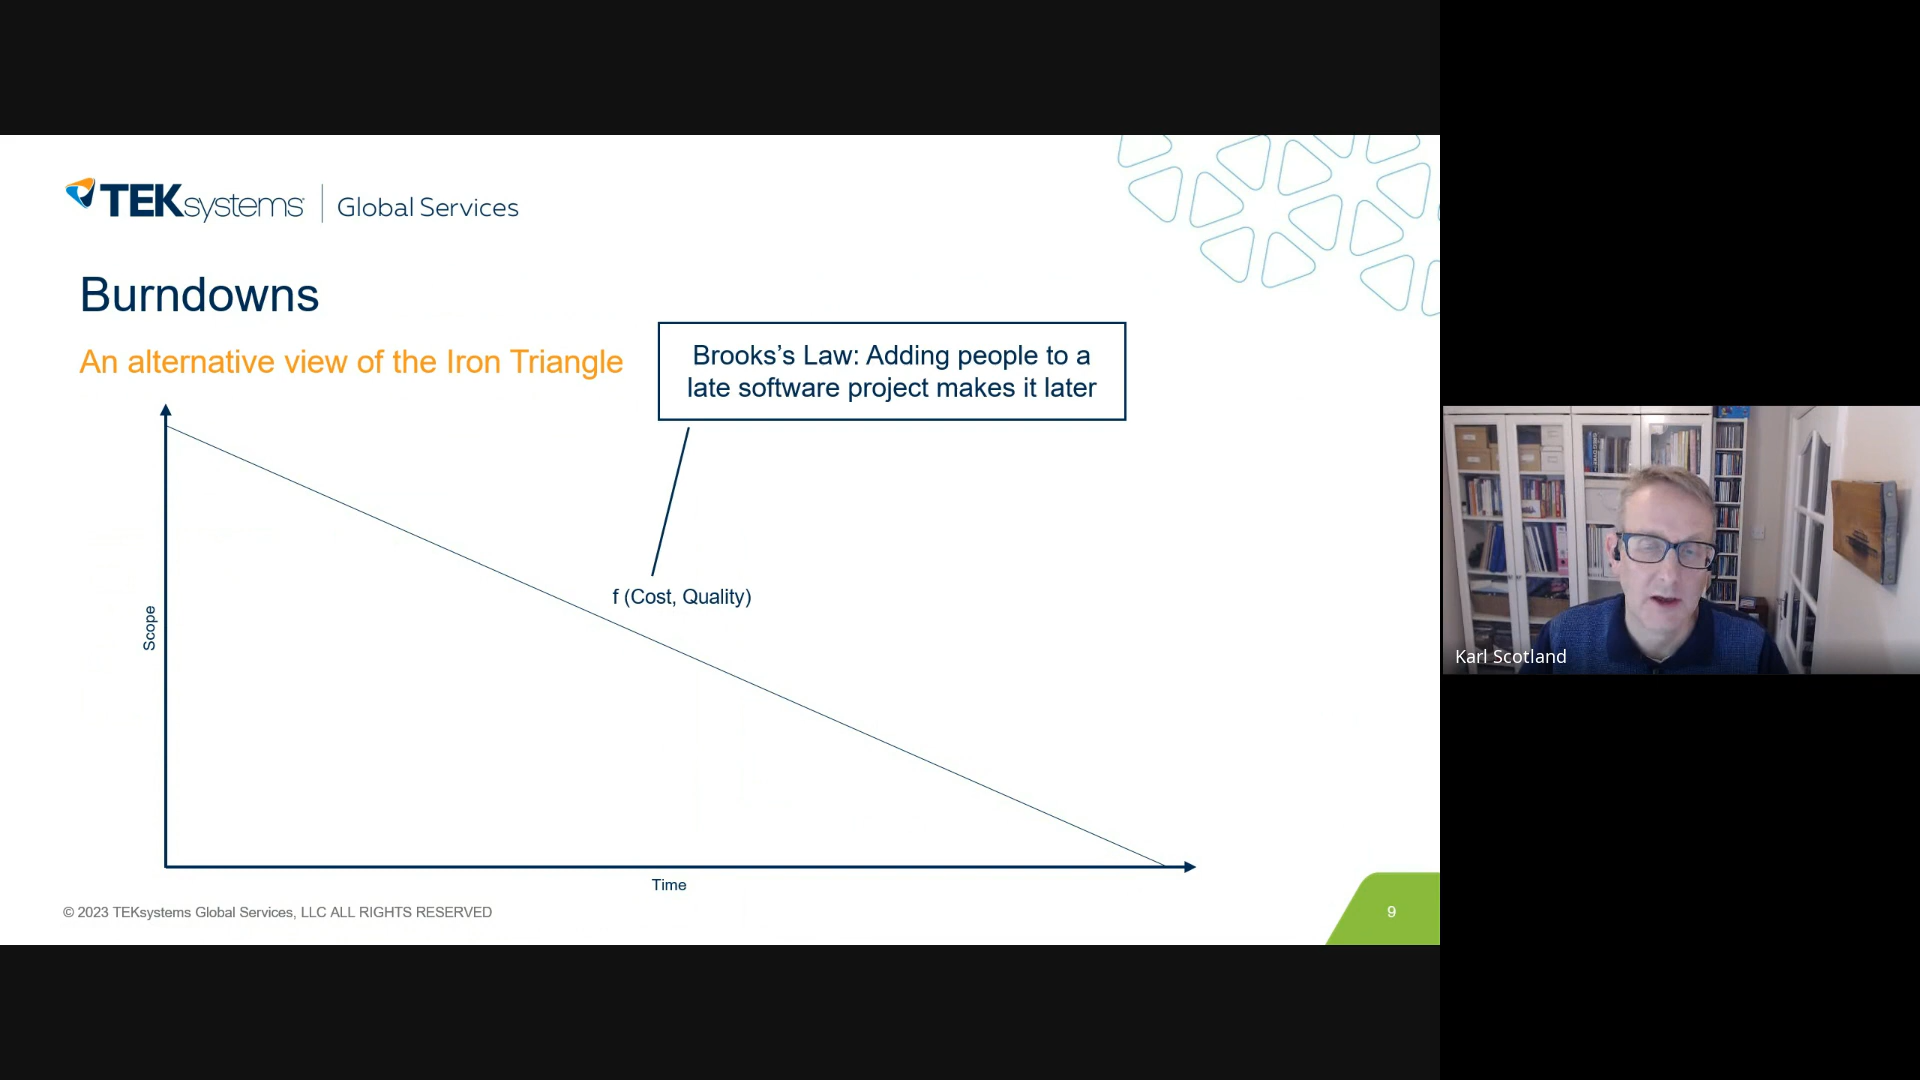 TEKsystems | Global Services
Burndowns
An alternative view of the Iron Triangle
Brooks’s Law: Adding people to a
late software project makes it later
f (Cost, Quality)
Scope
Time
© 2023 TEKsystems Global Services, LLC ALL RIGHTS RESERVED
9
Karl Scotland